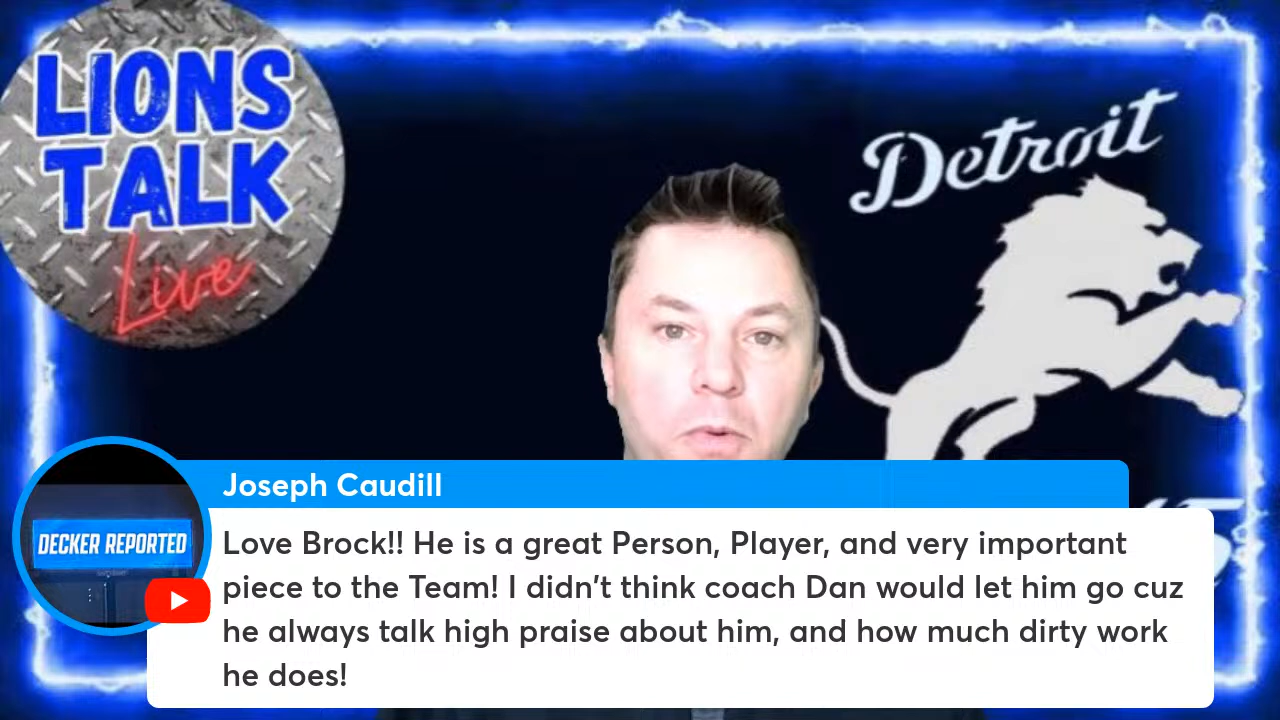 LIONS
TALK
Live
Detroit
Joseph Caudill
DECKER REPORTED
Love Brock!! He is a great Person, Player, and very important
piece to the Team! I didn't think coach Dan would let him go cuz
he always talk high praise about him, and how much dirty work
he does!